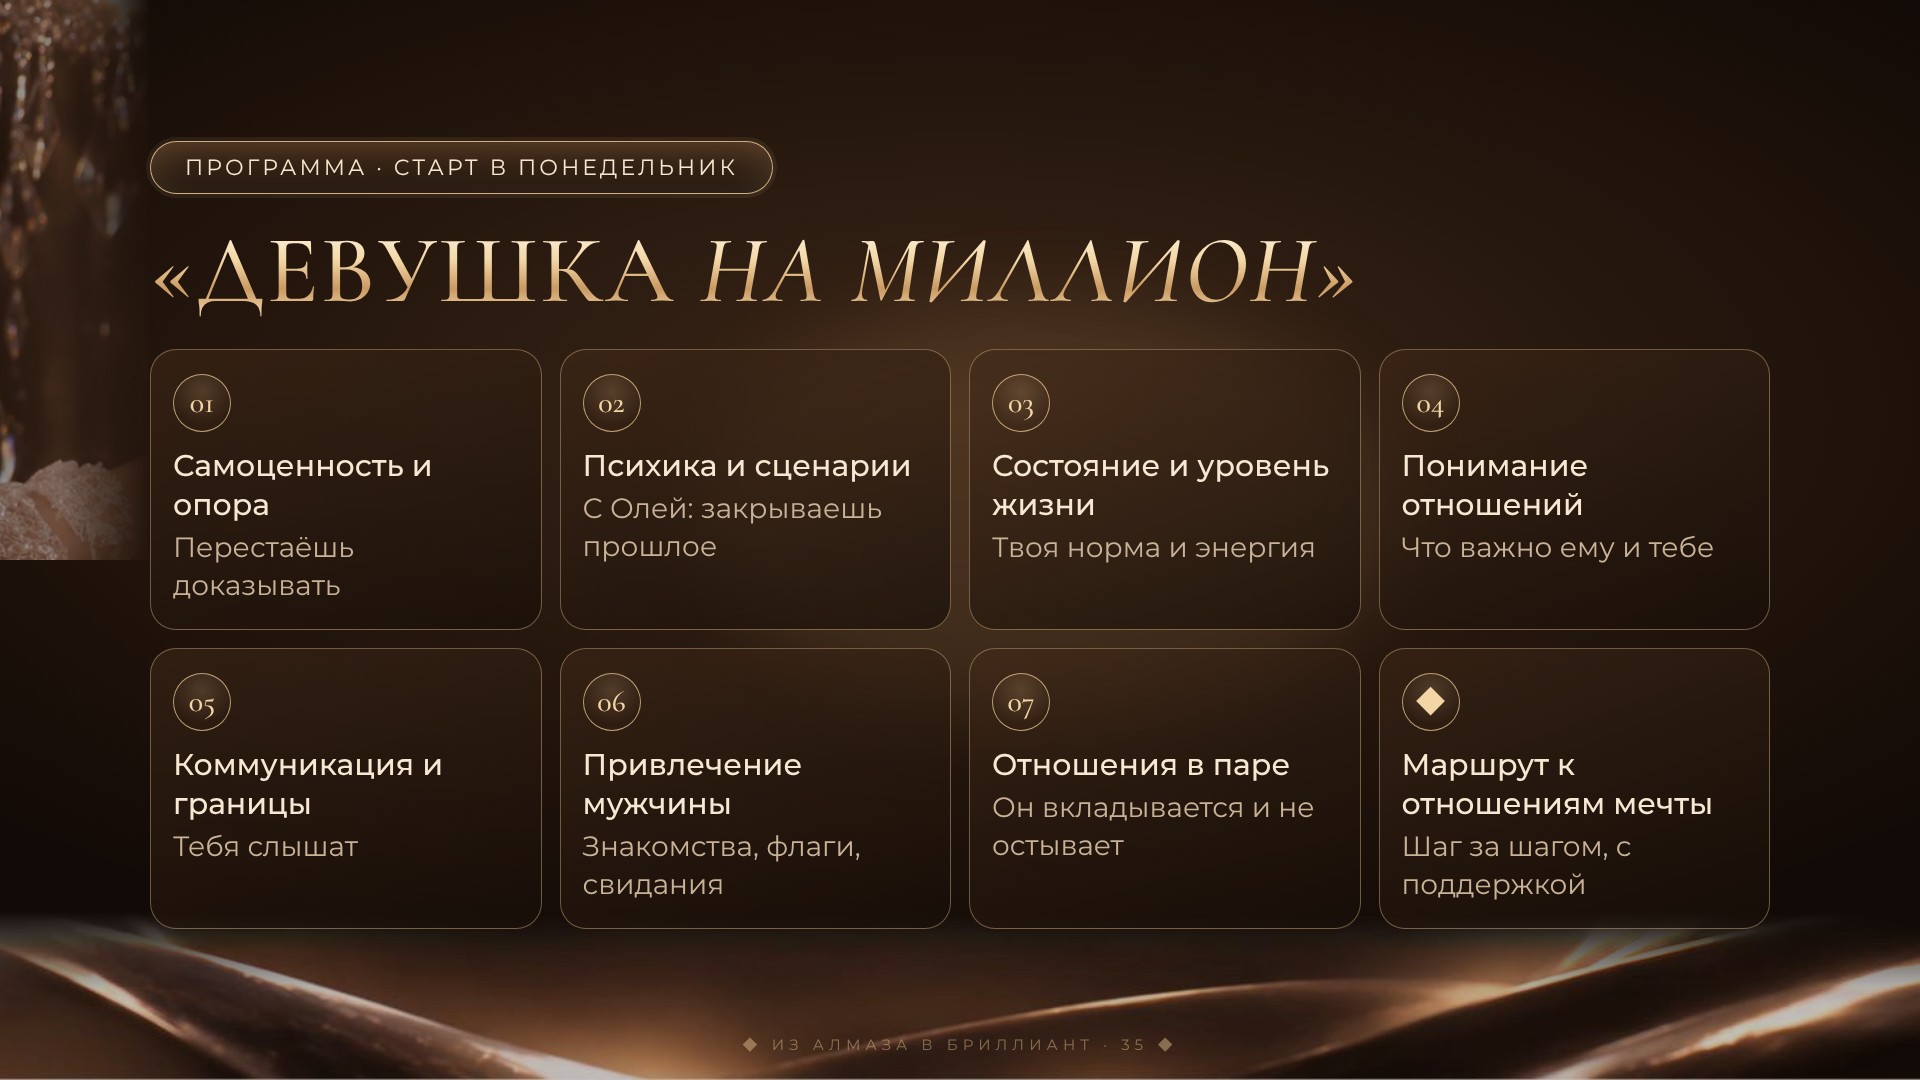 ПРОГРАММА · СТАРТ В ПОНЕДЕЛЬНИК
«ДЕВУШКА НА МИЛЛИОН»
01
Самоценность и
опора
Перестаёшь
доказывать
02
Психика и сценарии
С Олей: закрываешь
прошлое
03
Состояние и уровень
жизни
Твоя норма и энергия
04
Понимание
отношений
Что важно ему и тебе
05
Коммуникация и
границы
Тебя слышат
06
Привлечение
мужчины
Знакомства, флаги,
свидания
07
Отношения в паре
Он вкладывается и не
остывает
◆
Маршрут к
отношениям мечты
Шаг за шагом, с
поддержкой
◆ ИЗ АЛМАЗА В БРИЛЛИАНТ · 35 ◆